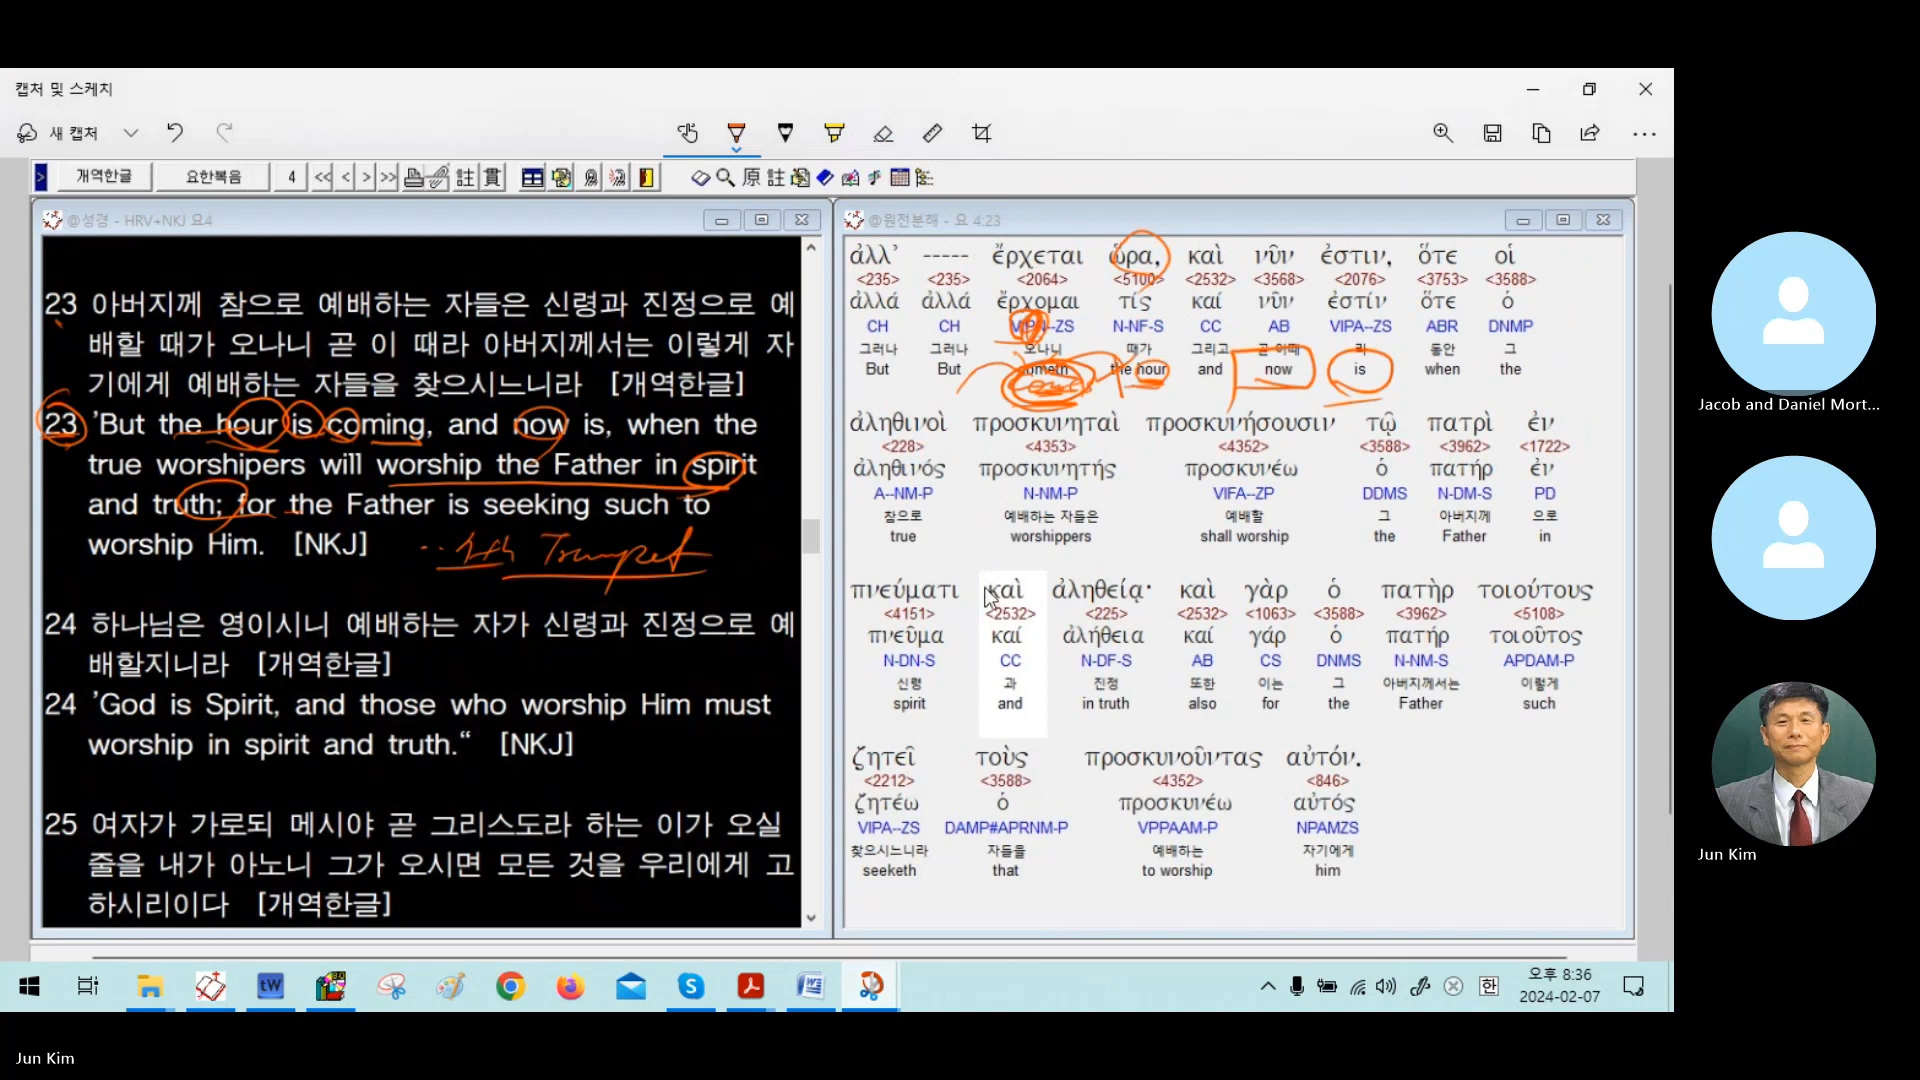 캡처 및 스케치
새 캡처
개역한글 요한복음 4 << < > >> 註 貫 原 註
@성경 - HRV+NKJ 요4
23 아버지께 참으로 예배하는 자들은 신령과 진정으로 예
배할 때가 오나니 곧 이 때라 아버지께서는 이렇게 자
기에게 예배하는 자들을 찾으시느니라 [개역한글]
23 'But the hour is coming, and now is, when the
true worshipers will worship the Father in spirit
and truth; for the Father is seeking such to
worship Him. [NKJ]
Trumpet
24 하나님은 영이시니 예배하는 자가 신령과 진정으로 예
배할지니라 [개역한글]
24 'God is Spirit, and those who worship Him must
worship in spirit and truth.“ [NKJ]
25 여자가 가로되 메시야 곧 그리스도라 하는 이가 오실
줄을 내가 아노니 그가 오시면 모든 것을 우리에게 고
하시리이다 [개역한글]
@원전분해 - 요 4:23
ἀλλ’ ----- ἔρχεται ὥρα, καὶ νῦν ἐστιν, ὅτε οἱ
<235> <235> <2064> <5100> <2532> <3568> <2076> <3753> <3588>
ἀλλά ἀλλά ἔρχομαι τίς καί νῦν ἐστίν ὅτε ὁ
CH CH N-NF-S CC AB VIPA--ZS ABR DNMP
그러나 그러나 오나니 때가 그리고 곧 이때 라 동안 그
But But cometh the hour and now is when the
ἀληθινοὶ προσκυνηταὶ προσκυνήσουσιν τῷ πατρὶ ἐν
<228> <4353> <4352> <3588> <3962> <1722>
ἀληθινός προσκυνητής προσκυνέω ὁ πατήρ ἐν
A--NM-P N-NM-P VIFA--ZP DDMS N-DM-S PD
참으로 예배하는 자들은 예배할 그 아버지께 으로
true worshippers shall worship the Father in
πνεύματι καὶ ἀληθείᾳ· καὶ γὰρ ὁ πατὴρ τοιούτους
<4151> <2532> <225> <2532> <1063> <3588> <3962> <5108>
πνεῦμα καί ἀλήθεια καί γάρ ὁ πατήρ τοιοῦτος
N-DN-S CC N-DF-S AB CS DNMS N-NM-S APDAM-P
신령 과 진정 또한 이는 그 아버지께서는 이렇게
spirit and in truth also for the Father such
ζητεῖ τοὺς προσκυνοῦντας αὐτόν.
<2212> <3588> <4352> <846>
ζητέω ὁ προσκυνέω αὐτός
VIPA--ZS DAMP#APRNM-P VPPAAM-P NPAMZS
찾으시느니라 자들을 예배하는 자기에게
seeketh that to worship him
Jacob and Daniel Mort...
Jun Kim
한
오후 8:36
2024-02-07
Jun Kim